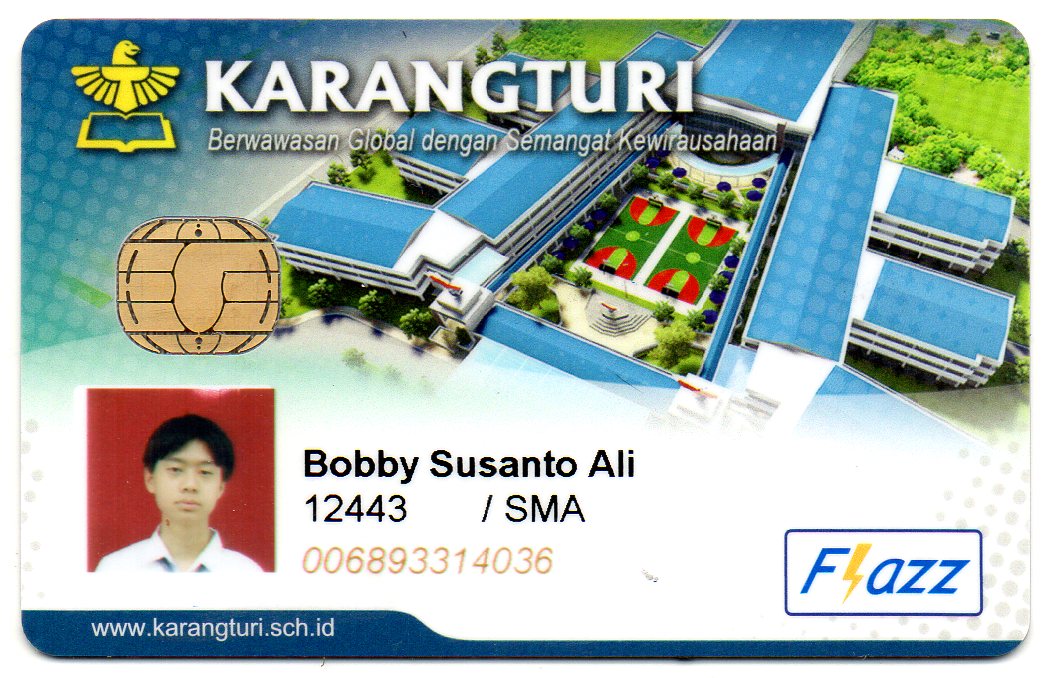 KARANGTURI
Berwawasan Global dengan Semangat Kewirausahaan
Bobby Susanto Ali
12443 / SMA
006893314036
Flazz
www.karangturi.sch.id